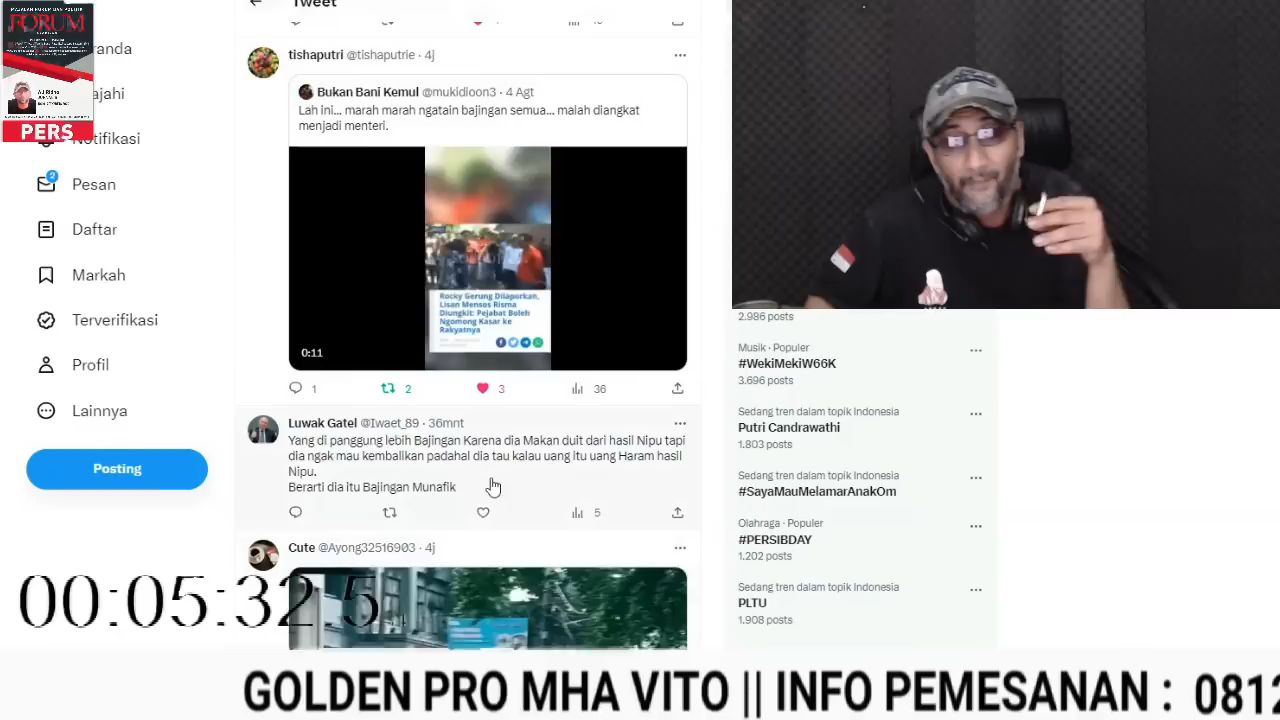 Tweet
FORUM
PERS
anda
ajahi
Notifikasi
2
Pesan
Daftar
Markah
Terverifikasi
Profil
Lainnya
Posting
tishaputri @tishaputrie · 4j
Bukan Bani Kemul @mukidioon3 · 4 Agt
Lah ini... marah marah ngatain bajingan semua... malah diangkat
menjadi menteri.
Rocky Gerung Dilaporkan,
Lisan Mensos Risma
Diungkit: Pejabat Boleh
Ngomong Kasar ke
Rakyatnya
0:11
1 2 3 36
Luwak Gatel @Iwaet_89 · 36mnt
Yang di panggung lebih Bajingan Karena dia Makan duit dari hasil Nipu tapi
dia ngak mau kembalikan padahal dia tau kalau uang itu uang Haram hasil
Nipu.
Berarti dia itu Bajingan Munafik
5
Cute @Ayong32516903 · 4j
2.986 posts
Musik · Populer
#WekiMekiW66K
3.696 posts
Sedang tren dalam topik Indonesia
Putri Candrawathi
1.803 posts
Sedang tren dalam topik Indonesia
#SayaMauMelamarAnakOm
Olahraga · Populer
#PERSIBDAY
1.202 posts
Sedang tren dalam topik Indonesia
PLTU
1.908 posts
00:05:32.5
GOLDEN PRO MHA VITO || INFO PEMESANAN : 0812